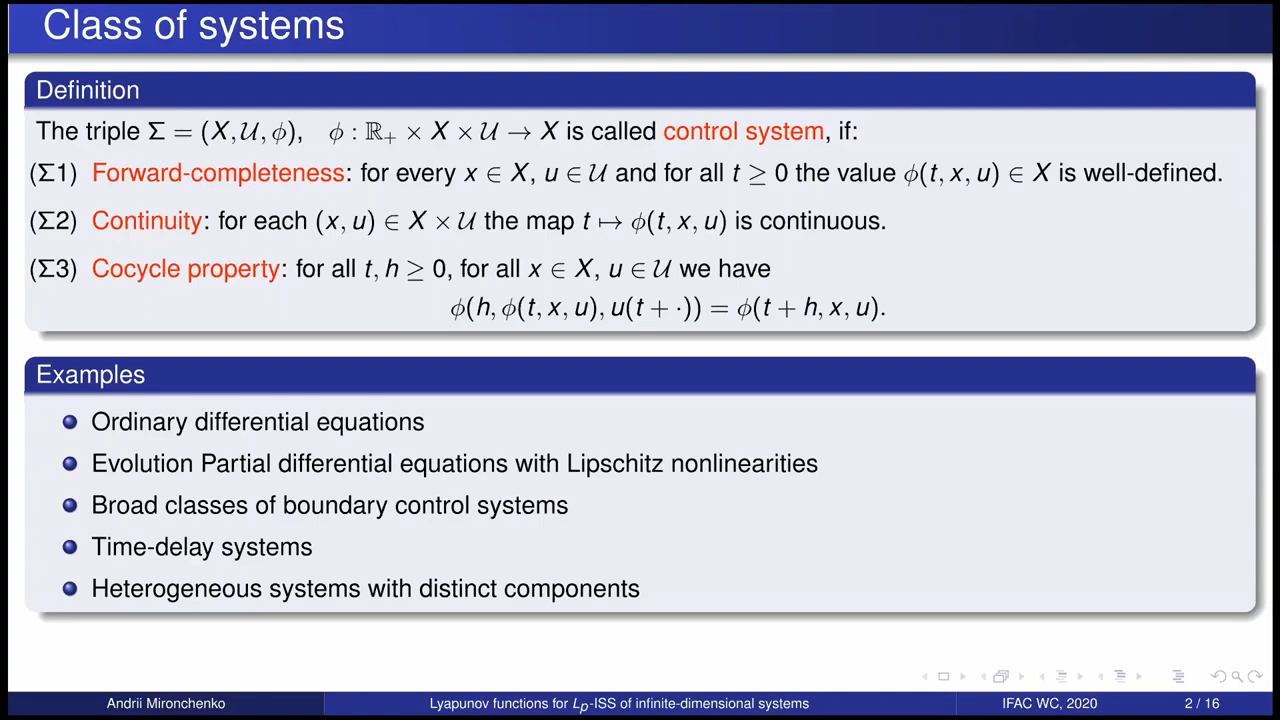 Class of systems
Definition
The triple Σ = (X, 𝒰, ϕ), ϕ : ℝ₊ × X × 𝒰 → X is called control system, if:
(Σ1) Forward-completeness: for every x ∈ X, u ∈ 𝒰 and for all t ≥ 0 the value ϕ(t, x, u) ∈ X is well-defined.
(Σ2) Continuity: for each (x, u) ∈ X × 𝒰 the map t ↦ ϕ(t, x, u) is continuous.
(Σ3) Cocycle property: for all t, h ≥ 0, for all x ∈ X, u ∈ 𝒰 we have
ϕ(h, ϕ(t, x, u), u(t + ·)) = ϕ(t + h, x, u).
Examples
Ordinary differential equations
Evolution Partial differential equations with Lipschitz nonlinearities
Broad classes of boundary control systems
Time-delay systems
Heterogeneous systems with distinct components
Andrii Mironchenko Lyapunov functions for Lₚ-ISS of infinite-dimensional systems IFAC WC, 2020 2 / 16